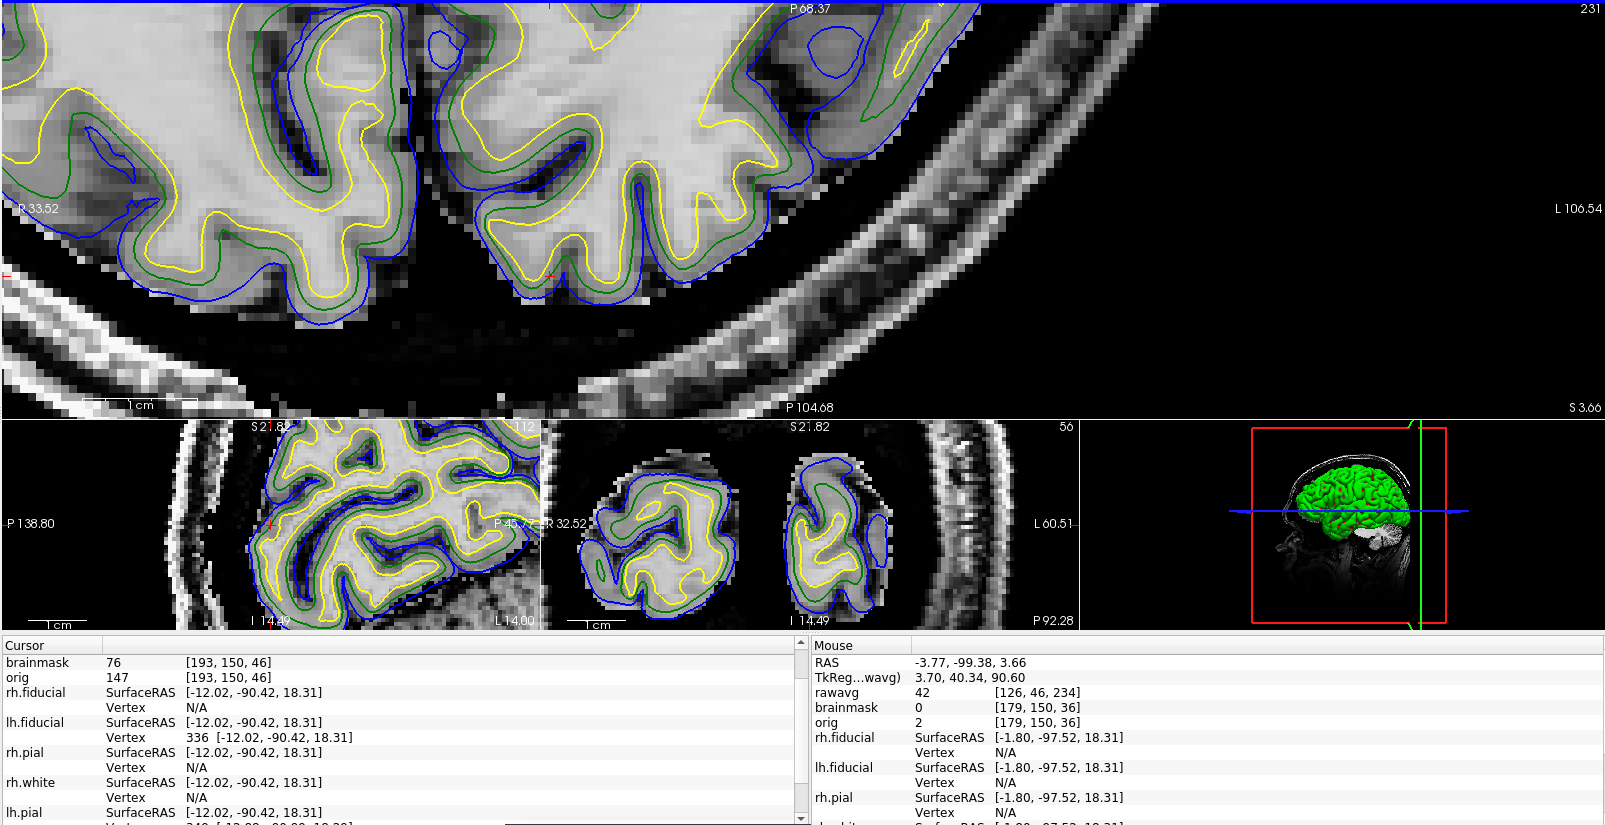 P 68.37
231
R 33.52
L 106.54
1 cm
P 104.68
S 3.66
S 21.82
112
S 21.82
56
P 138.80
P 45.77
R 32.52
L 60.51
1 cm
I 14.49
L 14.00
1 cm
I 14.49
P 92.28
Cursor
brainmask 76 [193, 150, 46]
orig 147 [193, 150, 46]
rh.fiducial SurfaceRAS [-12.02, -90.42, 18.31]
Vertex N/A
lh.fiducial SurfaceRAS [-12.02, -90.42, 18.31]
Vertex 336 [-12.02, -90.42, 18.31]
rh.pial SurfaceRAS [-12.02, -90.42, 18.31]
Vertex N/A
rh.white SurfaceRAS [-12.02, -90.42, 18.31]
Vertex N/A
lh.pial SurfaceRAS [-12.02, -90.42, 18.31]
Mouse
RAS -3.77, -99.38, 3.66
TkReg...wavg) 3.70, 40.34, 90.60
rawavg 42 [126, 46, 234]
brainmask 0 [179, 150, 36]
orig 2 [179, 150, 36]
rh.fiducial SurfaceRAS [-1.80, -97.52, 18.31]
Vertex N/A
lh.fiducial SurfaceRAS [-1.80, -97.52, 18.31]
Vertex N/A
rh.pial SurfaceRAS [-1.80, -97.52, 18.31]
Vertex N/A